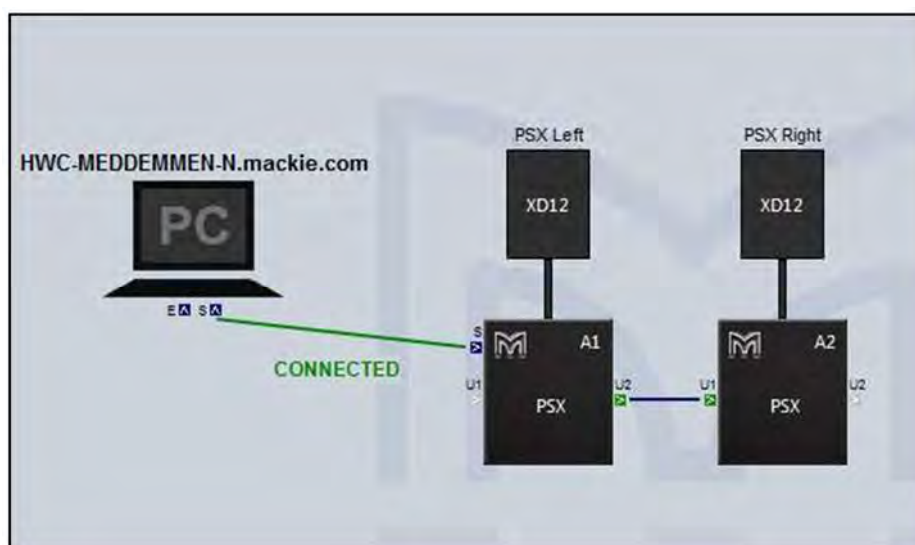 HWC-MEDDEMMEN-N.mackie.com
PC
E S
CONNECTED
PSX Left
XD12
PSX Right
XD12
S
A1
U1
PSX
U2
A2
U1
PSX
U2